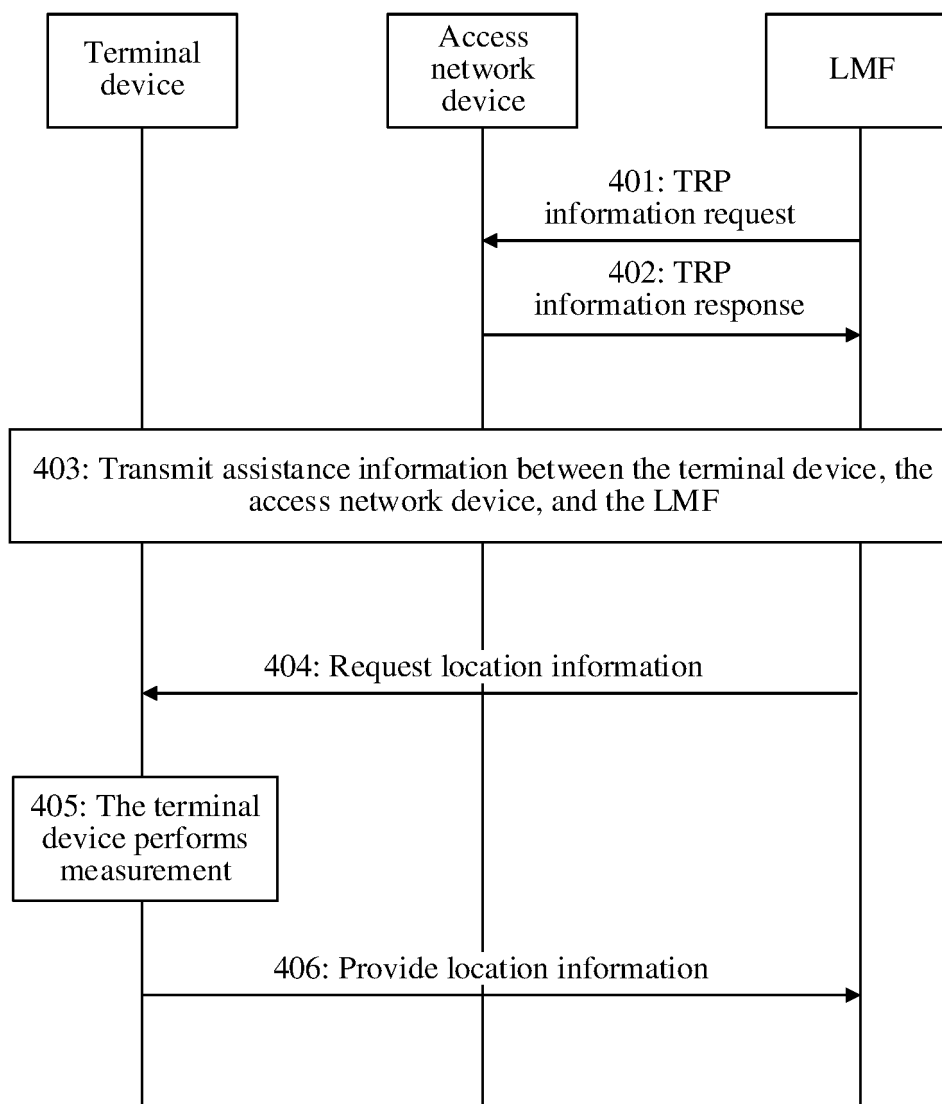 Terminal
device
Access
network
device
LMF
401: TRP
information request
402: TRP
information response
403: Transmit assistance information between the terminal device, the
access network device, and the LMF
404: Request location information
405: The terminal
device performs
measurement
406: Provide location information